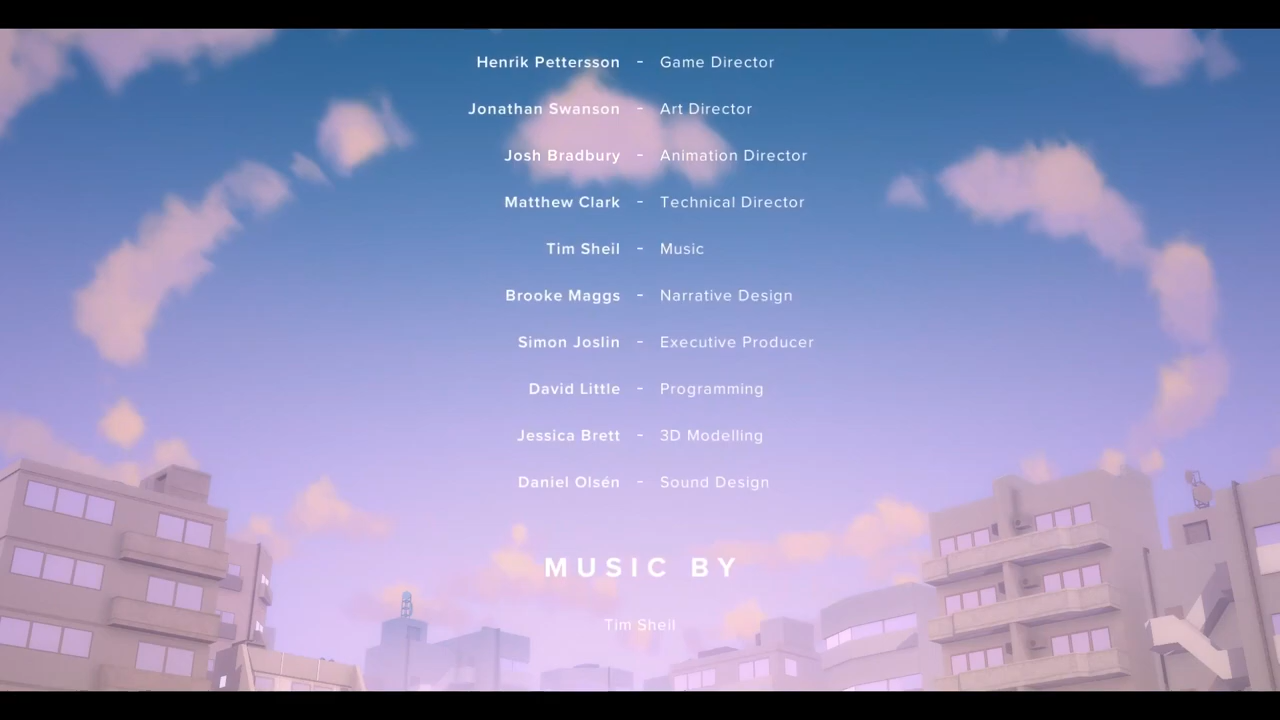 Henrik Pettersson - Game Director
Jonathan Swanson - Art Director
Josh Bradbury - Animation Director
Matthew Clark - Technical Director
Tim Sheil - Music
Brooke Maggs - Narrative Design
Simon Joslin - Executive Producer
David Little - Programming
Jessica Brett - 3D Modelling
Daniel Olsén - Sound Design
MUSIC BY
Tim Sheil